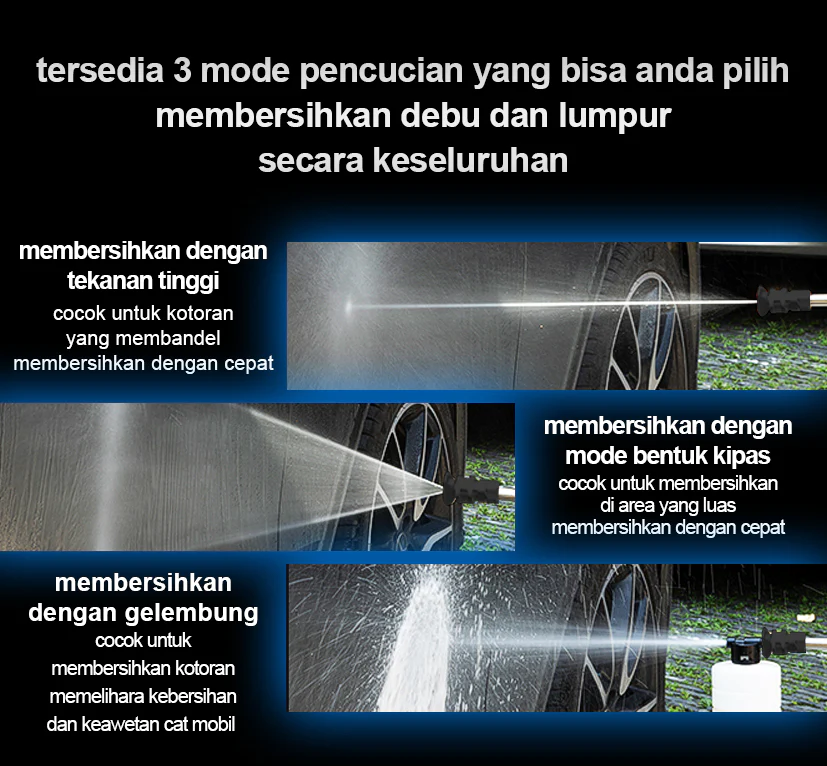 tersedia 3 mode pencucian yang bisa anda pilih
membersihkan debu dan lumpur
secara keseluruhan
membersihkan dengan
tekanan tinggi
cocok untuk kotoran
yang membandel
membersihkan dengan cepat
membersihkan dengan
mode bentuk kipas
cocok untuk membersihkan
di area yang luas
membersihkan dengan cepat
membersihkan
dengan gelembung
cocok untuk
membersihkan kotoran
memelihara kebersihan
dan keawetan cat mobil